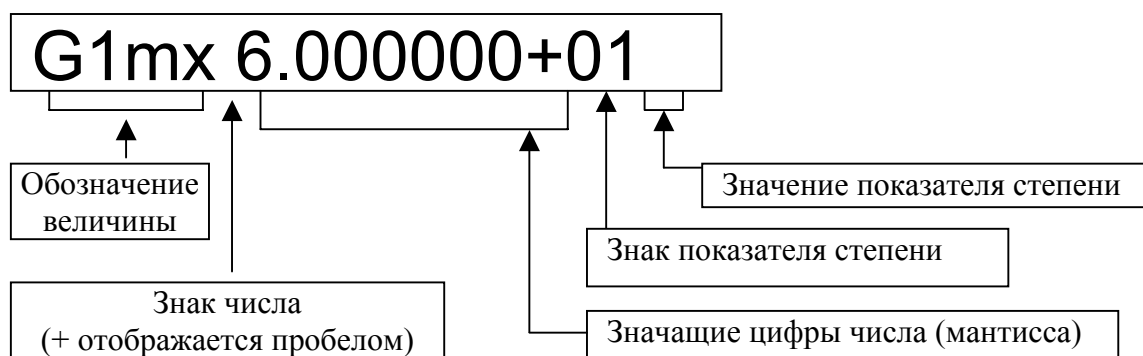 G1mx 6.000000+01
Обозначение
величины
Значение показателя степени
Знак показателя степени
Знак числа
(+ отображается пробелом)
Значащие цифры числа (мантисса)